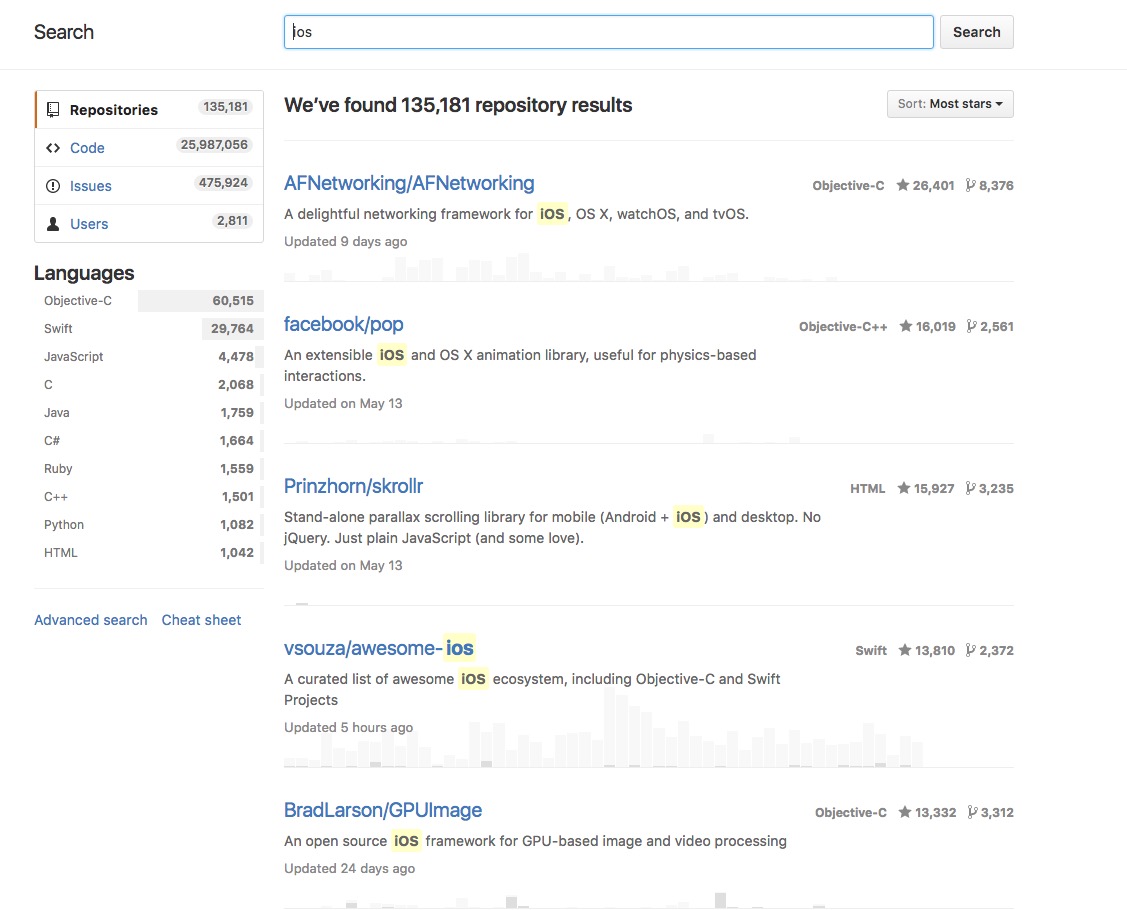 Search
ios
Search
Repositories 135,181
Code 25,987,056
Issues 475,924
Users 2,811
Languages
Objective-C 60,515
Swift 29,764
JavaScript 4,478
C 2,068
Java 1,759
C# 1,664
Ruby 1,559
C++ 1,501
Python 1,082
HTML 1,042
Advanced search Cheat sheet
We’ve found 135,181 repository results
Sort: Most stars
AFNetworking/AFNetworking
Objective-C 26,401 8,376
A delightful networking framework for iOS, OS X, watchOS, and tvOS.
Updated 9 days ago
facebook/pop
Objective-C++ 16,019 2,561
An extensible iOS and OS X animation library, useful for physics-based
interactions.
Updated on May 13
Prinzhorn/skrollr
HTML 15,927 3,235
Stand-alone parallax scrolling library for mobile (Android + iOS) and desktop. No
jQuery. Just plain JavaScript (and some love).
Updated on May 13
vsouza/awesome-ios
Swift 13,810 2,372
A curated list of awesome iOS ecosystem, including Objective-C and Swift
Projects
Updated 5 hours ago
BradLarson/GPUImage
Objective-C 13,332 3,312
An open source iOS framework for GPU-based image and video processing
Updated 24 days ago